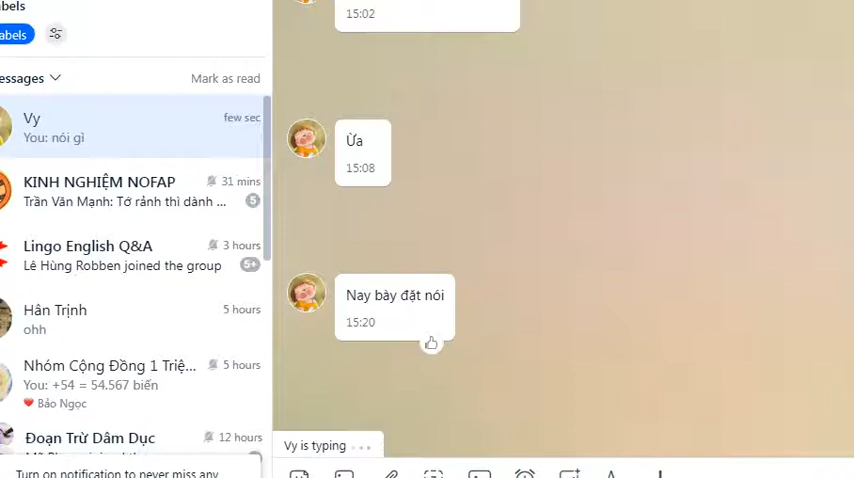 abels
abels
essages
Mark as read
Vy
few sec
You: nói gì
KINH NGHIỆM NOFAP
31 mins
Trần Văn Mạnh: Tớ rảnh thì dành ...
5
Lingo English Q&A
3 hours
Lê Hùng Robben joined the group
5+
Hân Trịnh
5 hours
ohh
Nhóm Cộng Đồng 1 Triệ...
5 hours
You: +54 = 54.567 biến
Bảo Ngọc
Đoạn Trừ Dâm Dục
12 hours
Turn on notification to never miss any
15:02
Ừa
15:08
Nay bày đặt nói
15:20
Vy is typing